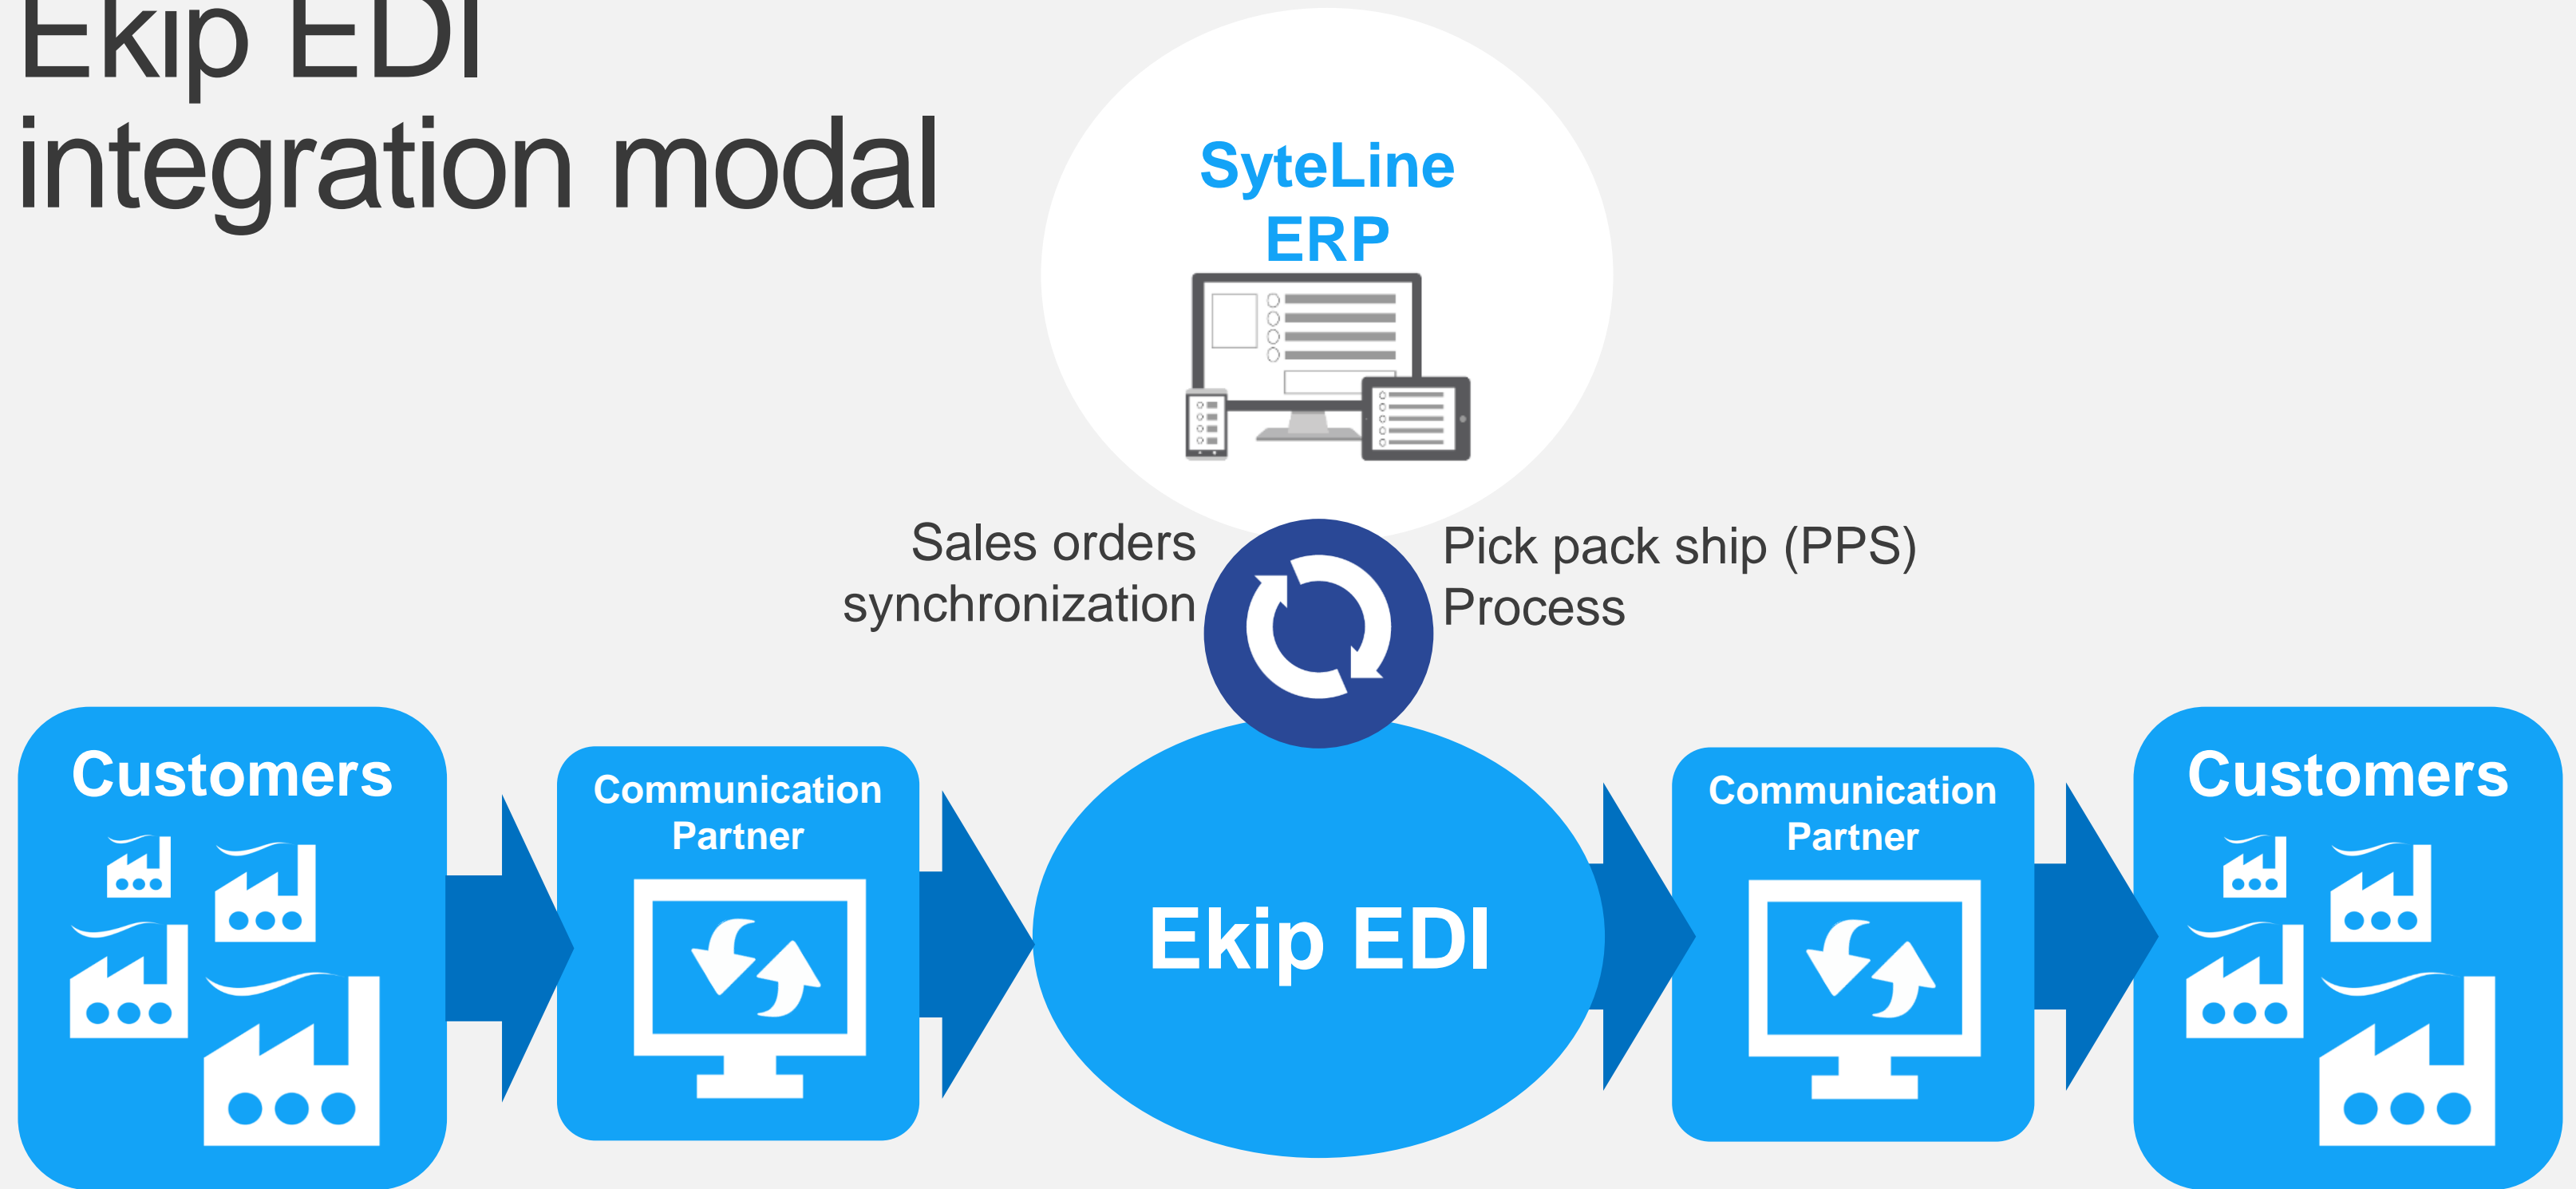 Ekip EDI
integration modal
SyteLine
ERP
Sales orders
synchronization
Pick pack ship (PPS)
Process
Customers
Communication
Partner
Ekip EDI
Communication
Partner
Customers